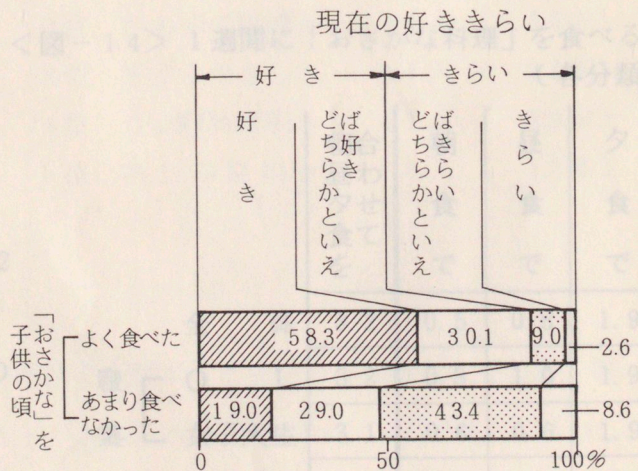 現在の好ききらい
好き
きらい
好き
どちらかといえ
ば好き
どちらかといえ
ばきらい
きらい
「おさかな」を
子供の頃
よく食べた
58.3
30.1
9.0
2.6
あまり食べ
なかった
19.0
29.0
43.4
8.6
0
50
100%